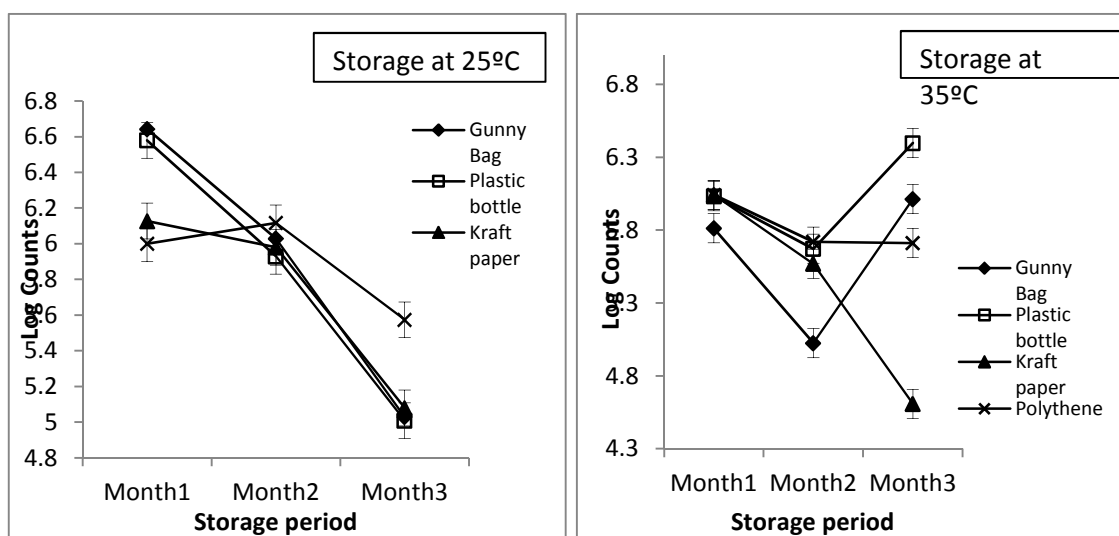 Storage at 25ºC
6.8
6.6
6.4
6.2
6
5.8
5.6
5.4
5.2
5
4.8
Log Counts
Month1 Month2 Month3
Storage period
Gunny
Bag
Plastic
bottle
Kraft
paper
Storage at
35ºC
6.8
6.3
5.8
5.3
4.8
4.3
Log Counts
Month1 Month2 Month3
Storage period
Gunny
Bag
Plastic
bottle
Kraft
paper
Polythene